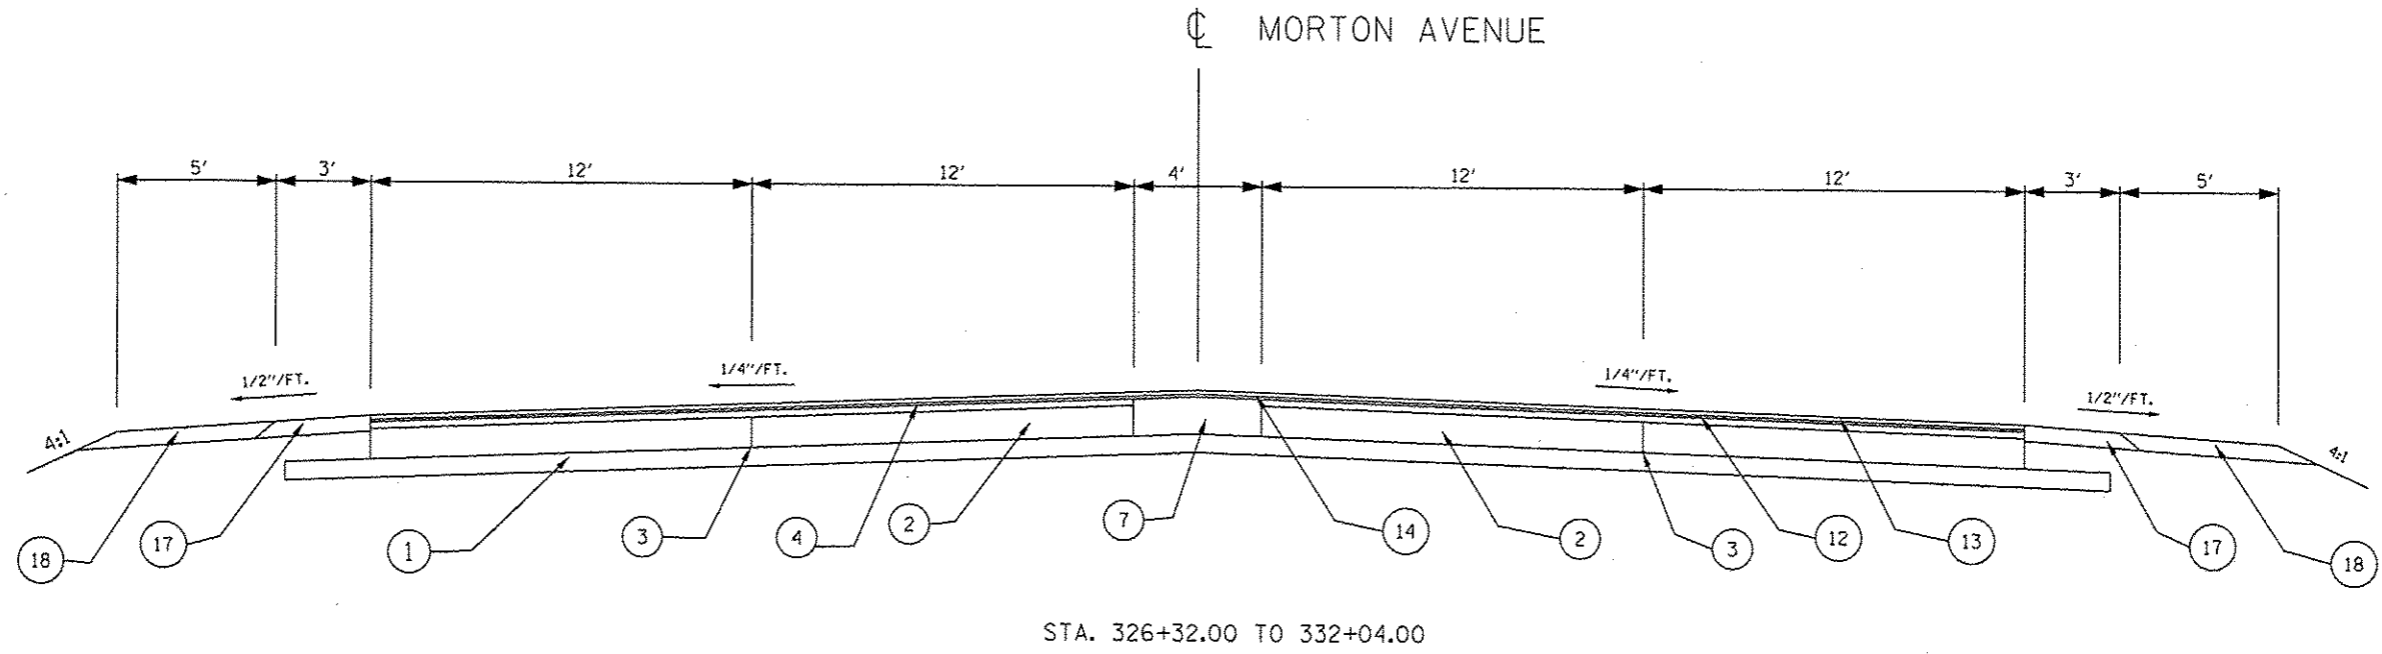 ℄ MORTON AVENUE
5' 3' 12' 12' 4' 12' 12' 3' 5'
1/2"/FT. 1/4"/FT. 1/4"/FT. 1/2"/FT.
4:1 4:1
18 17 1 3 4 2 7 14 2 3 12 13 17 18
STA. 326+32.00 TO 332+04.00